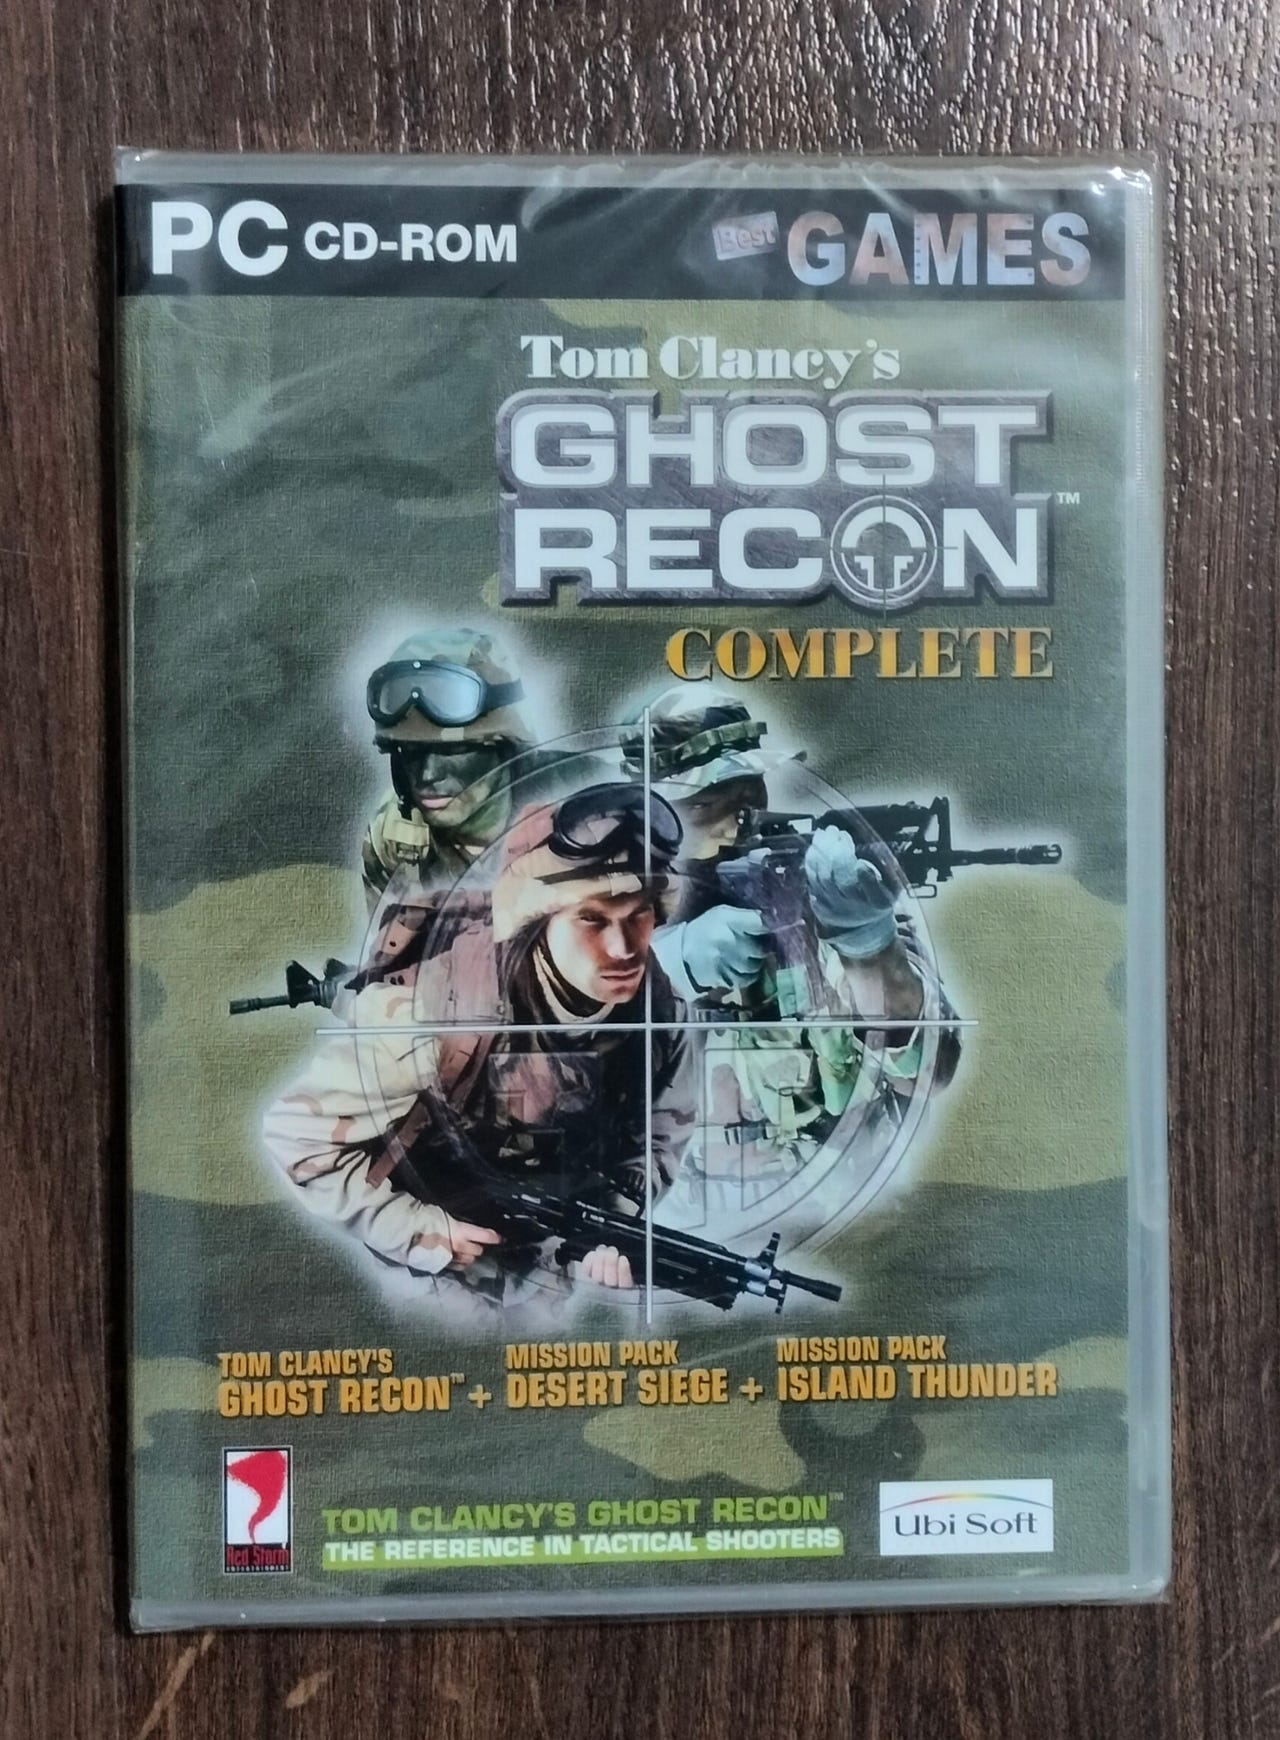 PC CD-ROM
Best GAMES
Tom Clancy's
GHOST
RECON™
COMPLETE
TOM CLANCY'S
GHOST RECON™ +
MISSION PACK
DESERT SIEGE +
MISSION PACK
ISLAND THUNDER
Red Storm
ENTERTAINMENT
TOM CLANCY'S GHOST RECON™
THE REFERENCE IN TACTICAL SHOOTERS
Ubi Soft